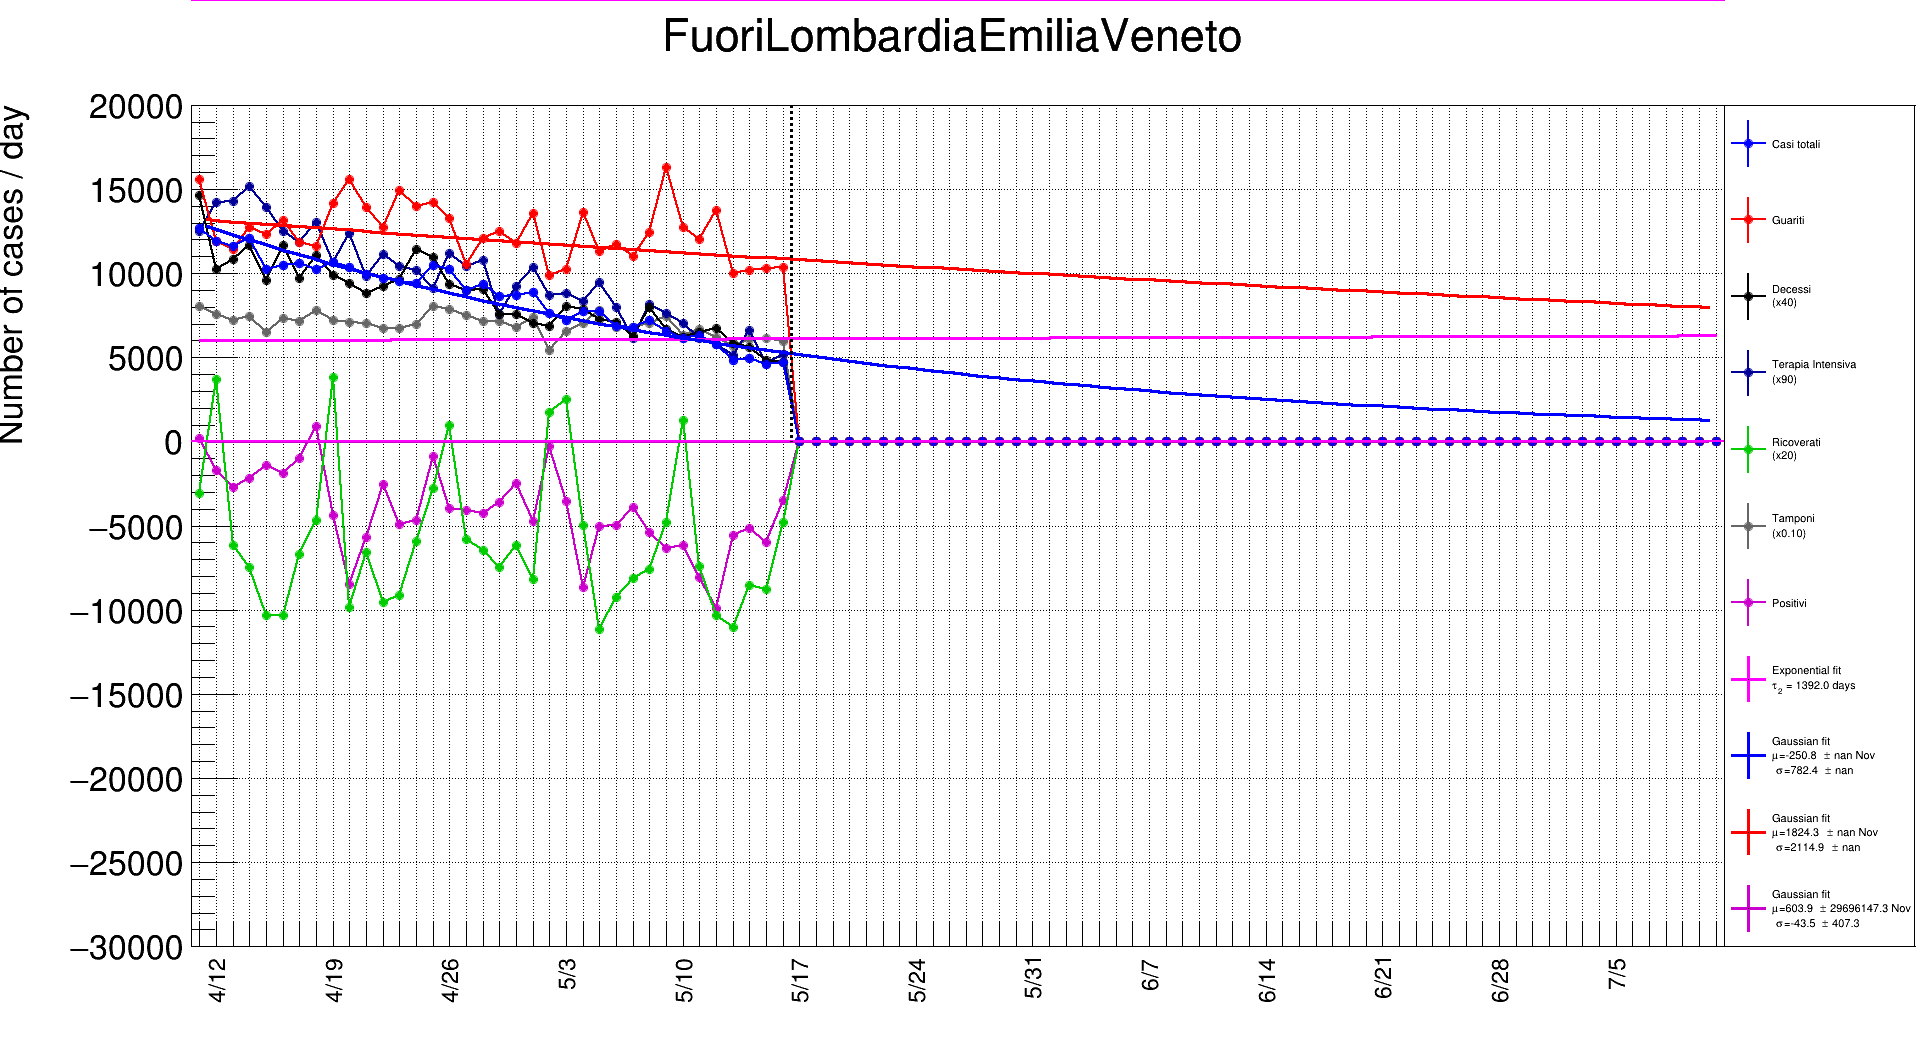 FuoriLombardiaEmiliaVeneto
Number of cases / day
20000
15000
10000
5000
0
−5000
−10000
−15000
−20000
−25000
−30000
4/12
4/19
4/26
5/3
5/10
5/17
5/24
5/31
6/7
6/14
6/21
6/28
7/5
Casi totali
Guariti
Decessi
(x40)
Terapia Intensiva
(x90)
Ricoverati
(x20)
Tamponi
(x0.10)
Positivi
Exponential fit
τ2 = 1392.0 days
Gaussian fit
μ=-250.8 ± nan Nov
σ=782.4 ± nan
Gaussian fit
μ=1824.3 ± nan Nov
σ=2114.9 ± nan
Gaussian fit
μ=603.9 ± 29696147.3 Nov
σ=-43.5 ± 407.3